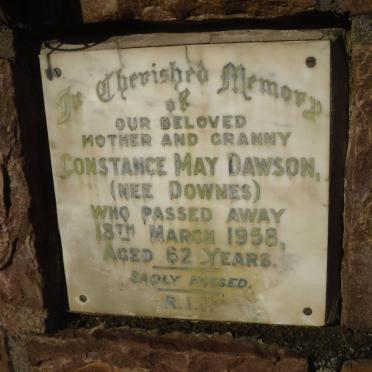 In Cherished Memory
of
OUR BELOVED
MOTHER AND GRANNY
CONSTANCE MAY DAWSON,
(NEE DOWNES)
WHO PASSED AWAY
18TH MARCH 1958,
AGED 62 YEARS.
SADLY MISSED.
R.I.P.